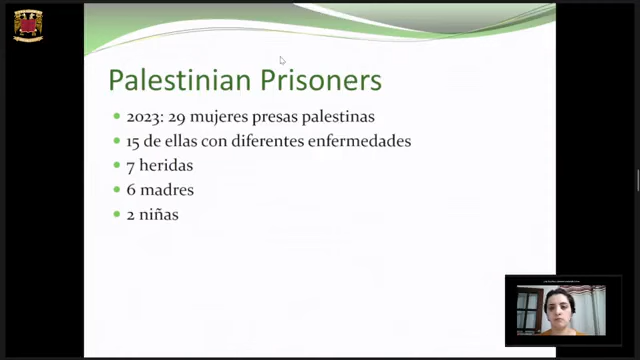 Palestinian Prisoners
2023: 29 mujeres presas palestinas
15 de ellas con diferentes enfermedades
7 heridas
6 madres
2 niñas